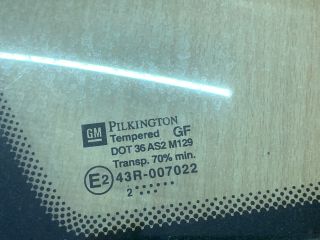 GM PILKINGTON
Tempered GF
DOT 36 AS2 M129
Transp. 70% min.
E2 43R-007022
2 ......